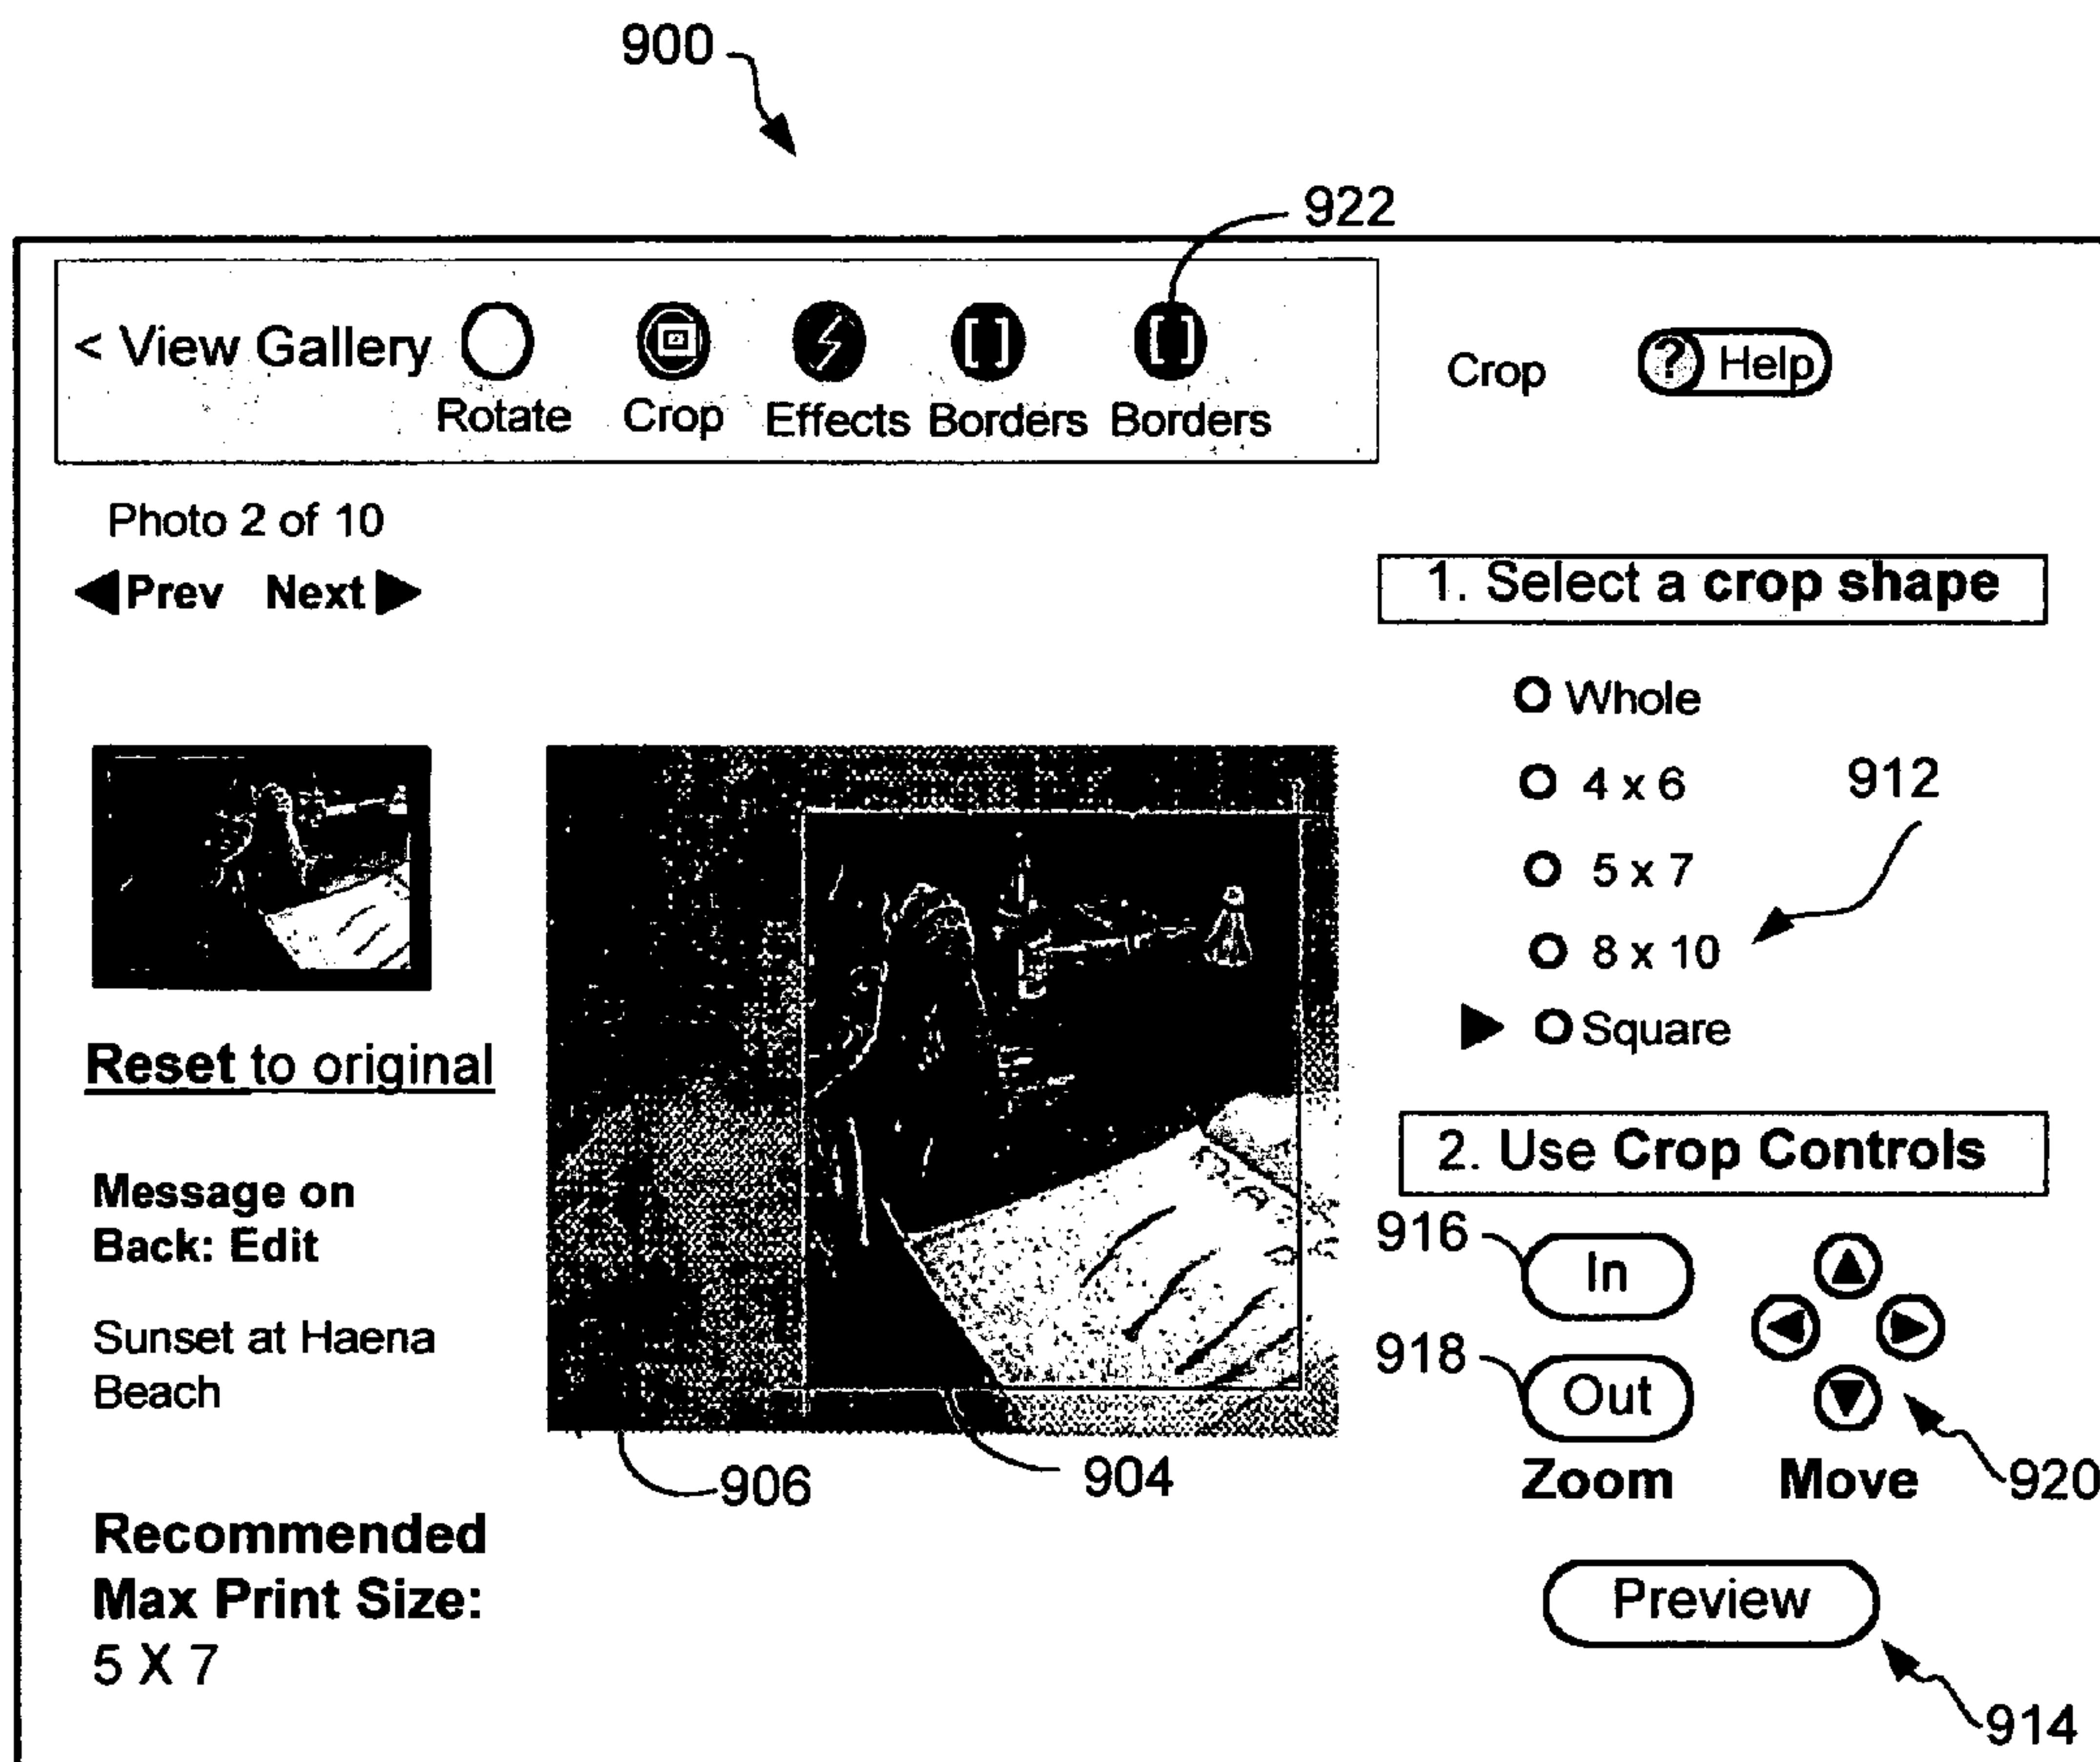 900
922
< View Gallery
Rotate
Crop
Effects
Borders
Borders
Crop
? Help
Photo 2 of 10
Prev Next
1. Select a crop shape
Whole
4 x 6
912
5 x 7
8 x 10
Square
Reset to original
2. Use Crop Controls
Message on
Back: Edit
916
In
Sunset at Haena
Beach
918
Out
906
904
Zoom
Move
920
Recommended
Max Print Size:
5 X 7
Preview
914